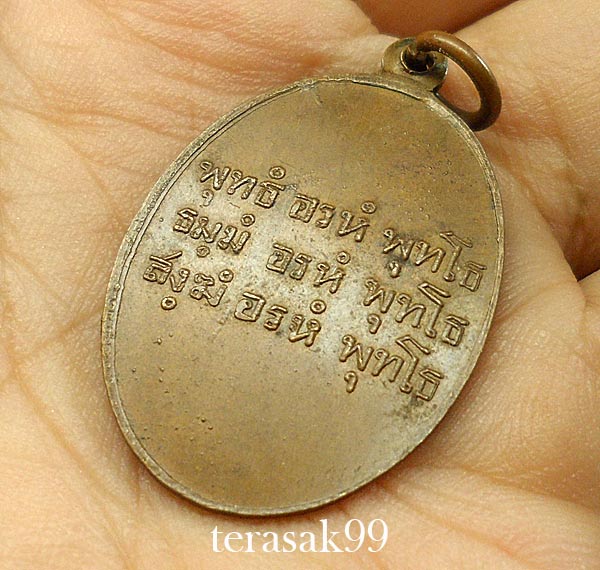 พุทธํ อรหํ พุทโธ
ธมฺมํ อรหํ พุทโธ
สงฺฆํ อรหํ พุทโธ
terasak99